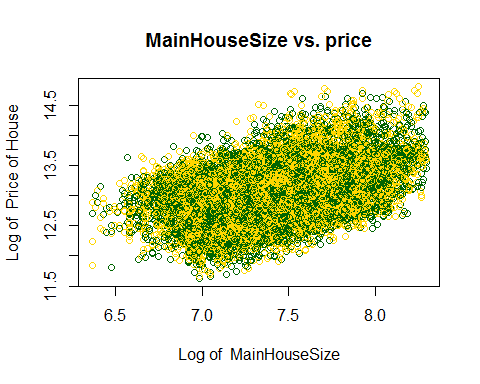 MainHouseSize vs. price
Log of Price of House
14.5
13.5
12.5
11.5
6.5 7.0 7.5 8.0
Log of MainHouseSize